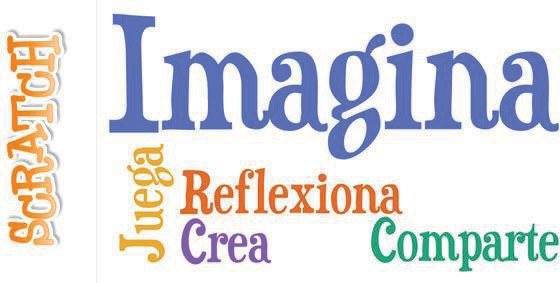 SCRATCH
Imagina
Juega
Reflexiona
Crea
Comparte